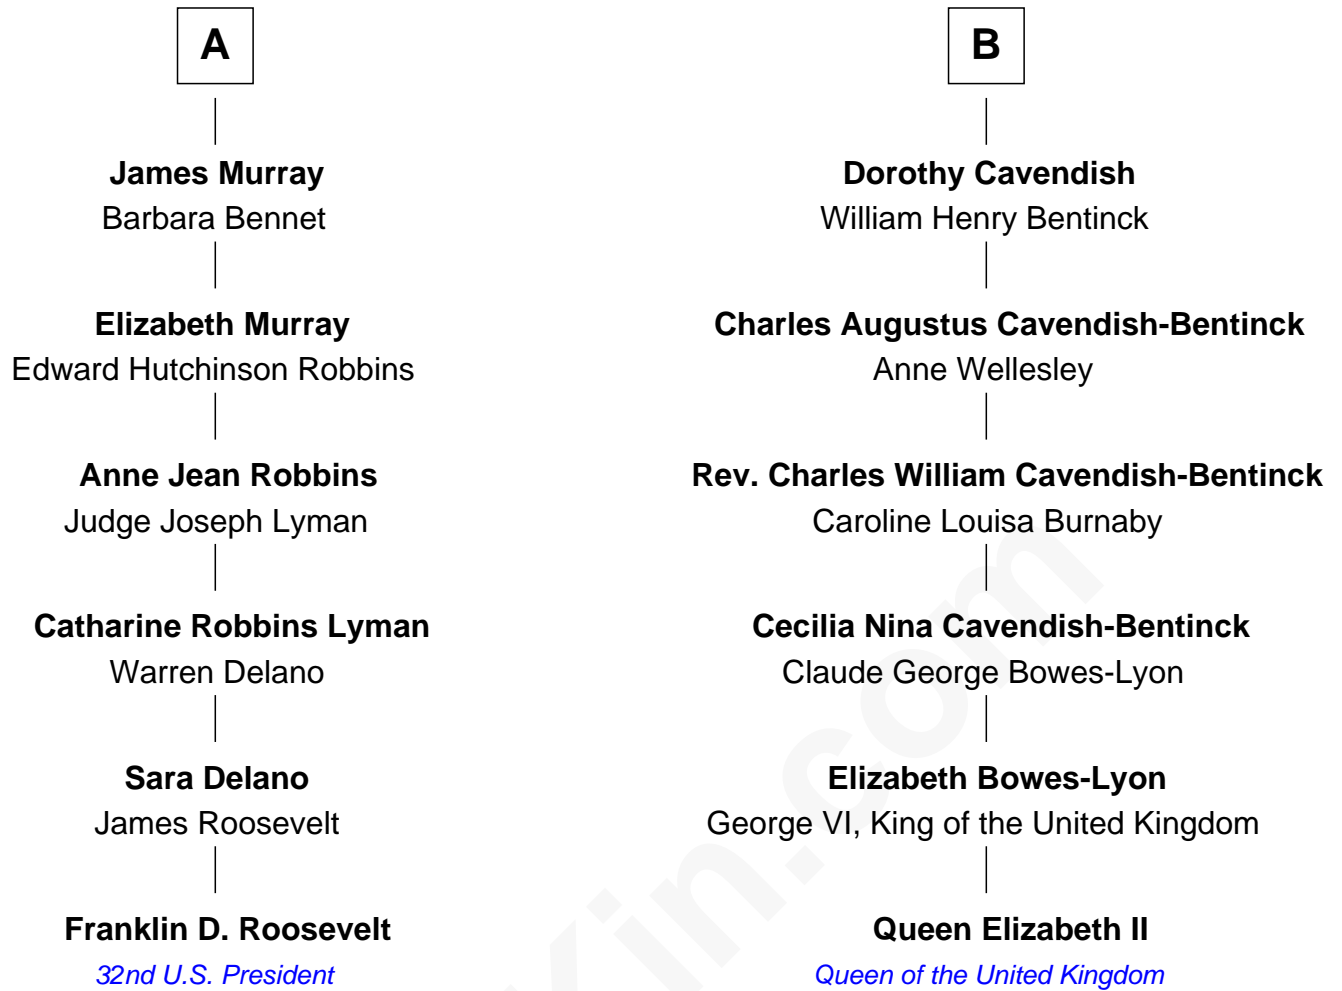 A
James Murray
Barbara Bennet
Elizabeth Murray
Edward Hutchinson Robbins
Anne Jean Robbins
Judge Joseph Lyman
Catharine Robbins Lyman
Warren Delano
Sara Delano
James Roosevelt
Franklin D. Roosevelt
32nd U.S. President
B
Dorothy Cavendish
William Henry Bentinck
Charles Augustus Cavendish-Bentinck
Anne Wellesley
Rev. Charles William Cavendish-Bentinck
Caroline Louisa Burnaby
Cecilia Nina Cavendish-Bentinck
Claude George Bowes-Lyon
Elizabeth Bowes-Lyon
George VI, King of the United Kingdom
Queen Elizabeth II
Queen of the United Kingdom